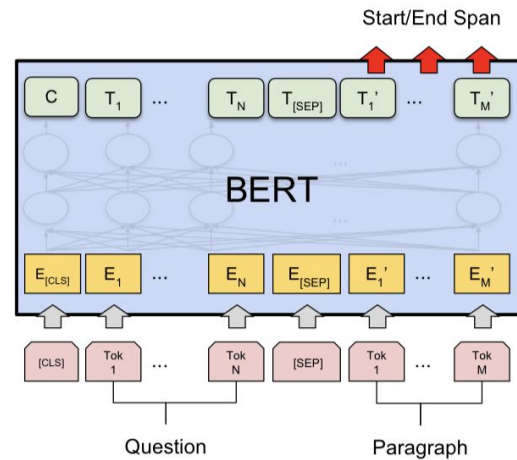 Start/End Span
C T1 ... TN T[SEP] T1' ... TM'
...
BERT
...
E[CLS] E1 ... EN E[SEP] E1' ... EM'
[CLS] Tok 1 ... Tok N [SEP] Tok 1 ... Tok M
Question Paragraph